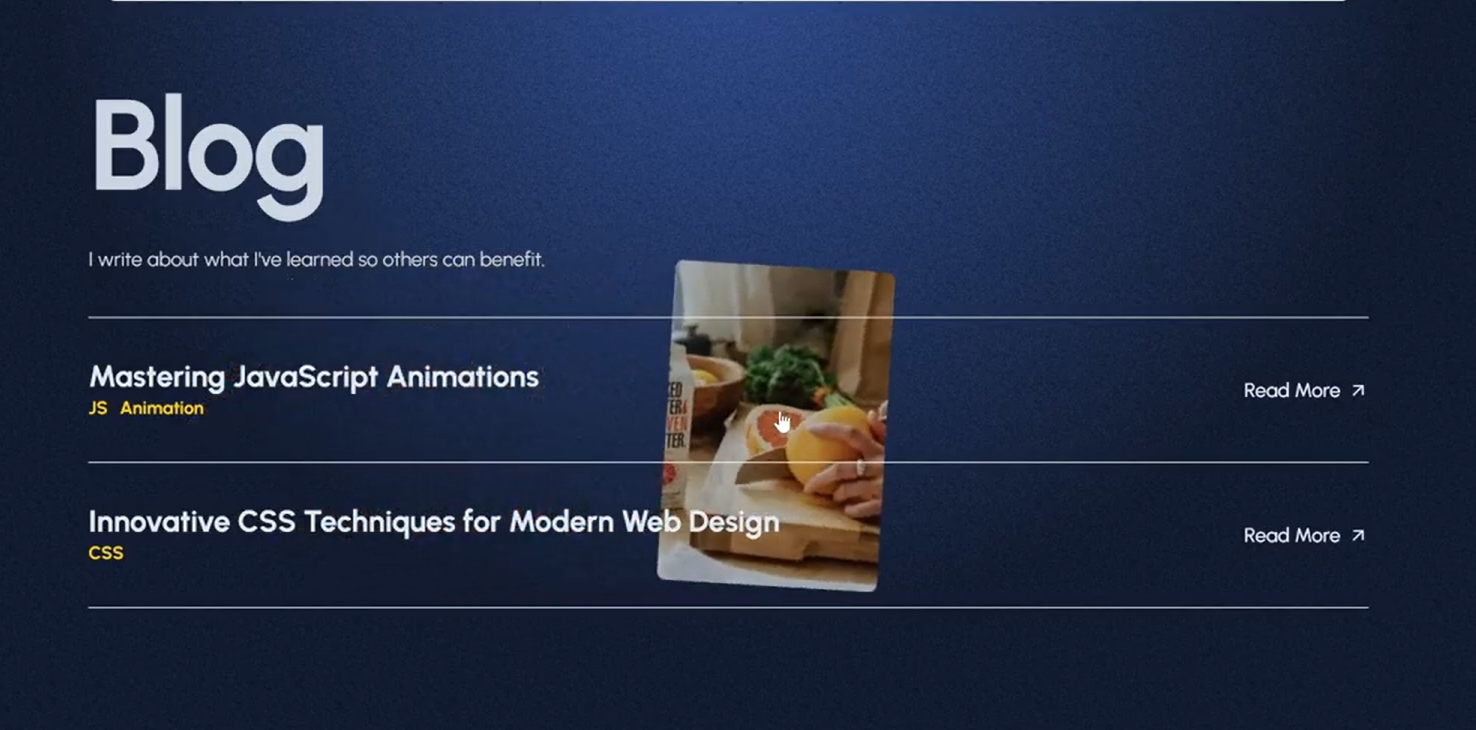 Blog
I write about what I've learned so others can benefit.
Mastering JavaScript Animations
JS Animation
Read More
Innovative CSS Techniques for Modern Web Design
CSS
Read More